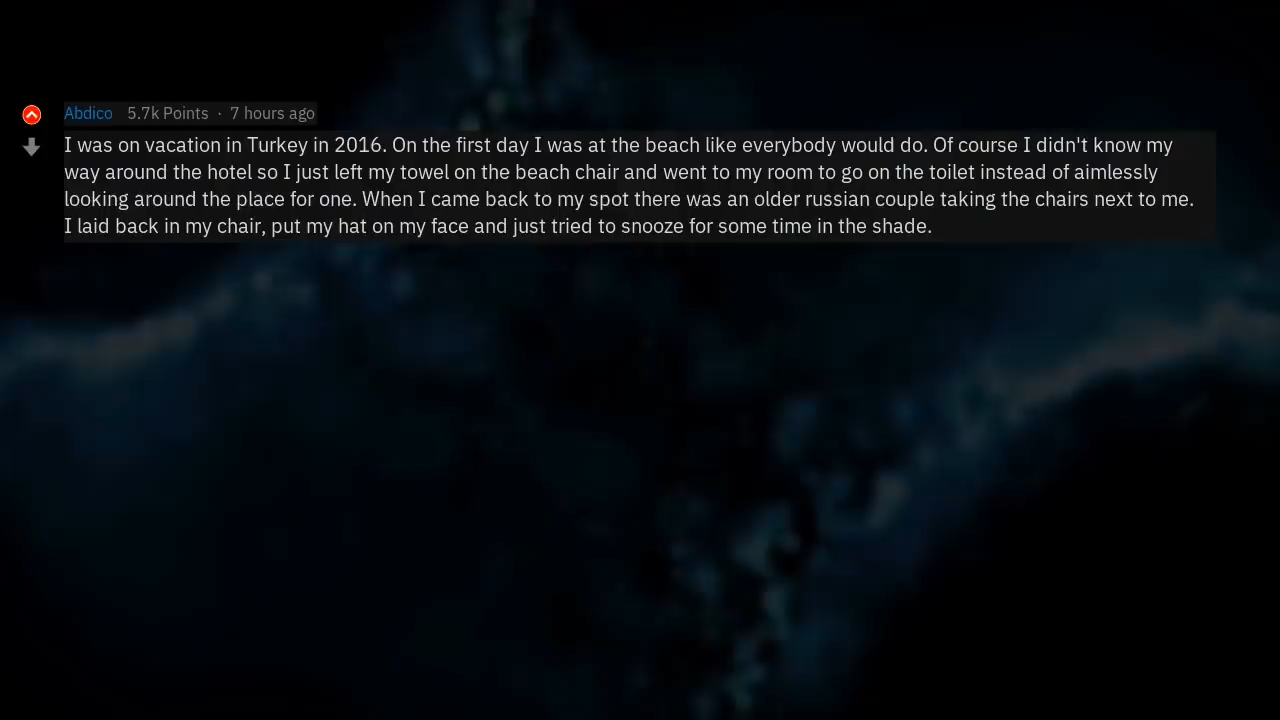 Abdico 5.7k Points · 7 hours ago
I was on vacation in Turkey in 2016. On the first day I was at the beach like everybody would do. Of course I didn't know my
way around the hotel so I just left my towel on the beach chair and went to my room to go on the toilet instead of aimlessly
looking around the place for one. When I came back to my spot there was an older russian couple taking the chairs next to me.
I laid back in my chair, put my hat on my face and just tried to snooze for some time in the shade.